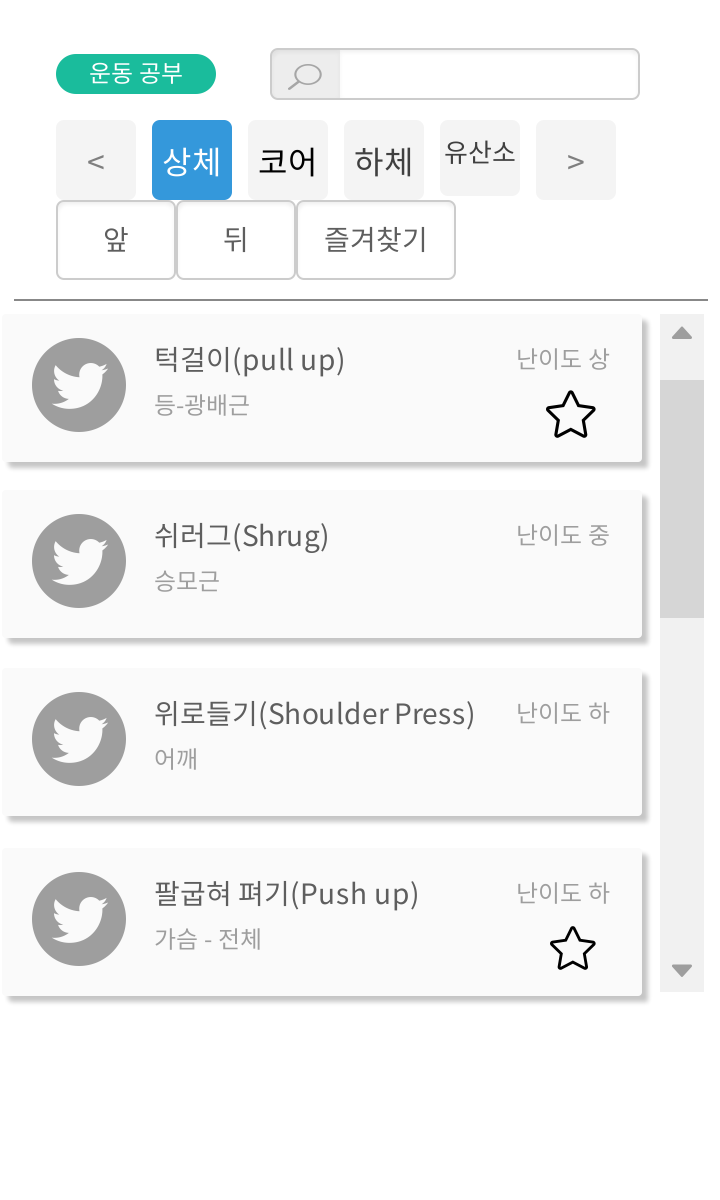 운동 공부
< 상체 코어 하체 유산소 >
앞 뒤 즐겨찾기
턱걸이(pull up) 난이도 상
등-광배근
쉬러그(Shrug) 난이도 중
승모근
위로들기(Shoulder Press) 난이도 하
어깨
팔굽혀 펴기(Push up) 난이도 하
가슴 - 전체